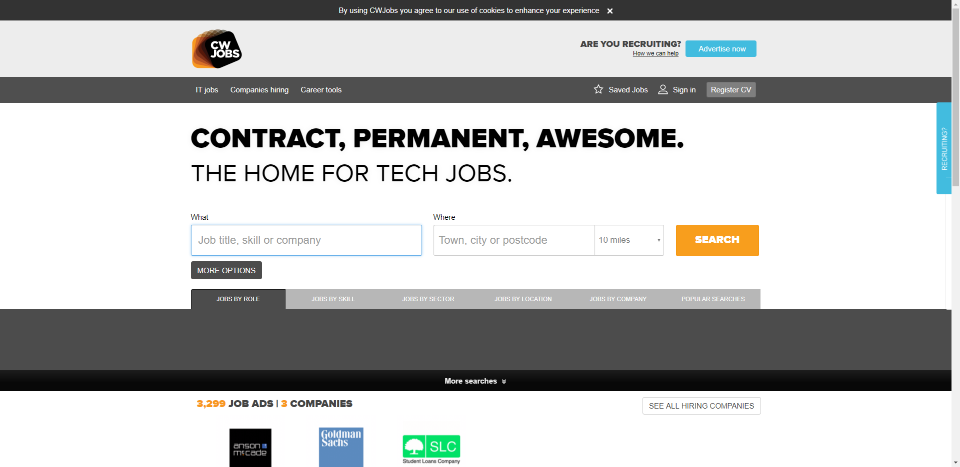 By using CWJobs you agree to our use of cookies to enhance your experience ×
CW
JOBS
ARE YOU RECRUITING?
How we can help
Advertise now
IT jobs Companies hiring Career tools Saved Jobs Sign in Register CV
RECRUITING?
CONTRACT, PERMANENT, AWESOME.
THE HOME FOR TECH JOBS.
What Where
Job title, skill or company Town, city or postcode 10 miles SEARCH
MORE OPTIONS
JOBS BY ROLE JOBS BY SKILL JOBS BY SECTOR JOBS BY LOCATION JOBS BY COMPANY POPULAR SEARCHES
More searches
3,299 JOB ADS | 3 COMPANIES SEE ALL HIRING COMPANIES
anson
mccade
Goldman
Sachs
SLC
Student Loans Company